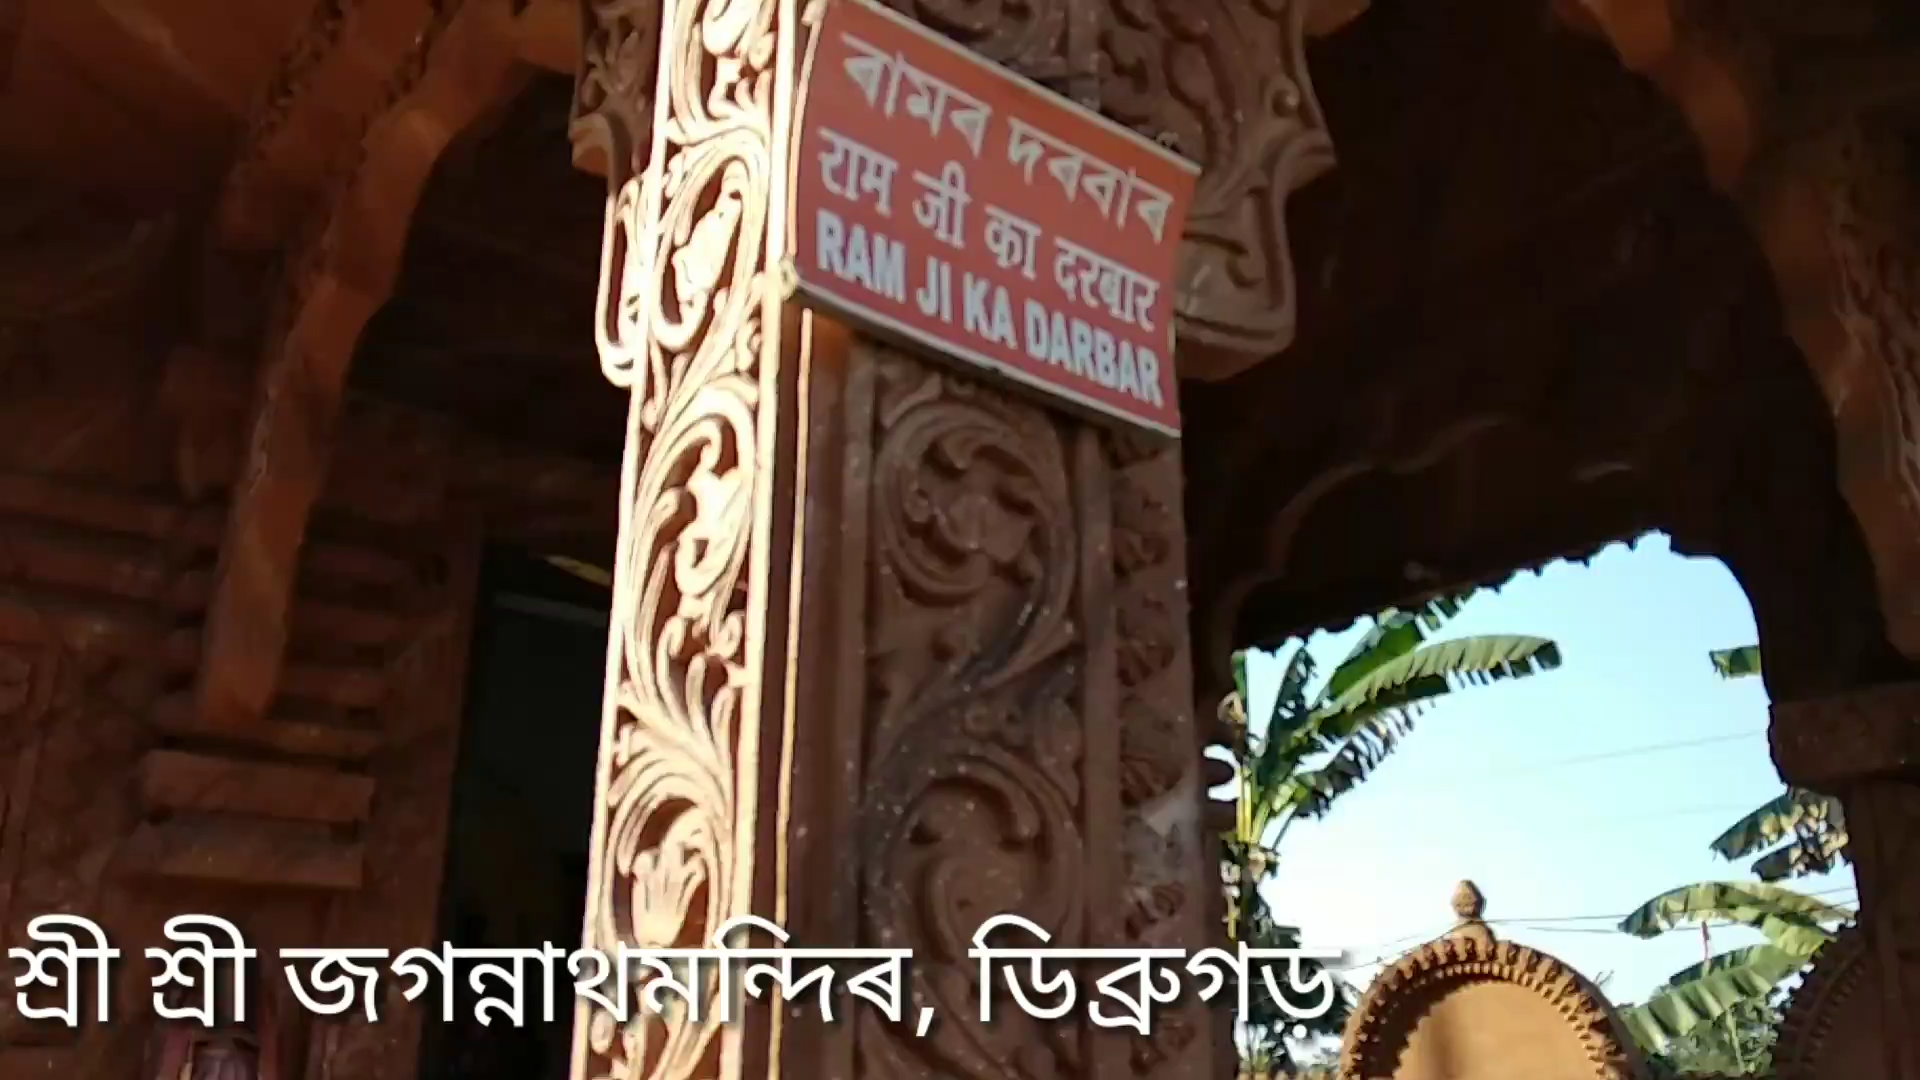 ৰামৰ দৰবাৰ
राम जी का दरबार
RAM JI KA DARBAR
শ্ৰী শ্ৰী জগন্নাথমন্দিৰ, ডিব্ৰুগড়